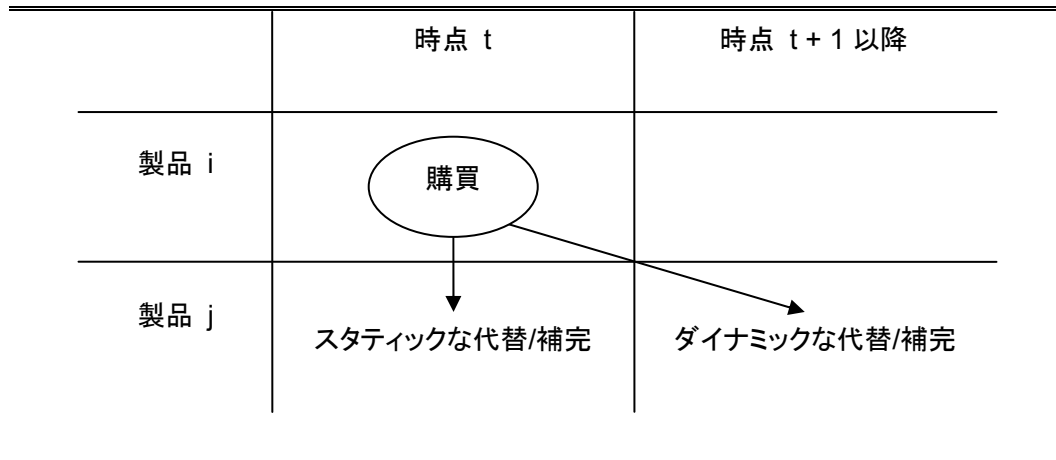 時点 t
時点 t + 1 以降
製品 i
購買
製品 j
スタティックな代替/補完
ダイナミックな代替/補完